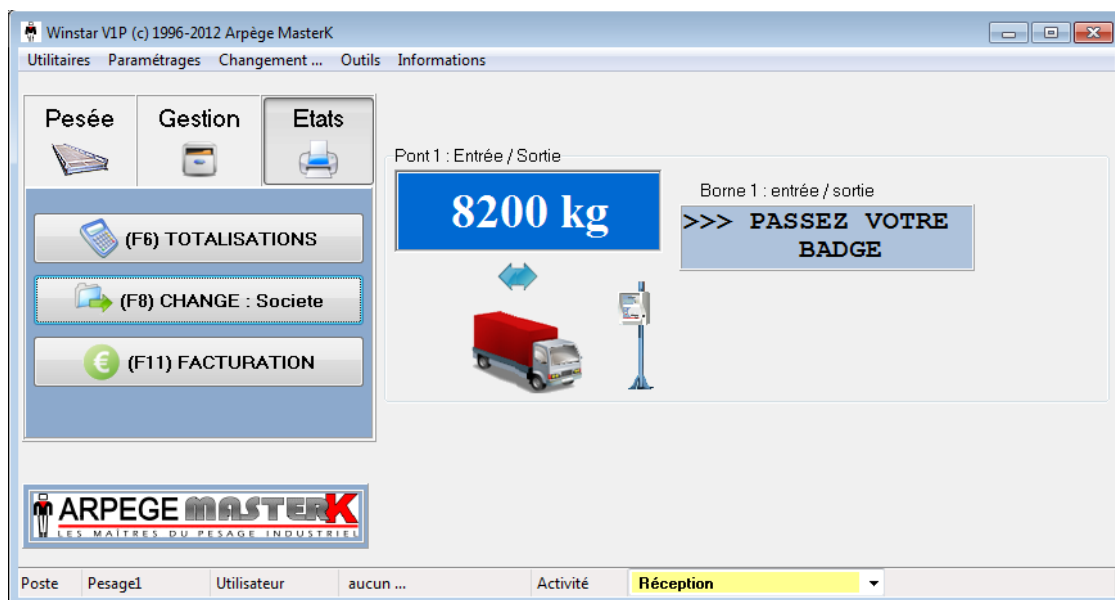 Winstar V1P (c) 1996-2012 Arpège MasterK
Utilitaires Paramétrages Changement ... Outils Informations
Pesée Gestion Etats
Pont 1 : Entrée / Sortie
8200 kg
Borne 1 : entrée / sortie
>>> PASSEZ VOTRE
BADGE
(F6) TOTALISATIONS
(F8) CHANGE : Societe
(F11) FACTURATION
ARPEGE MASTERK
LES MAÎTRES DU PESAGE INDUSTRIEL
Poste Pesage1 Utilisateur aucun ... Activité Réception